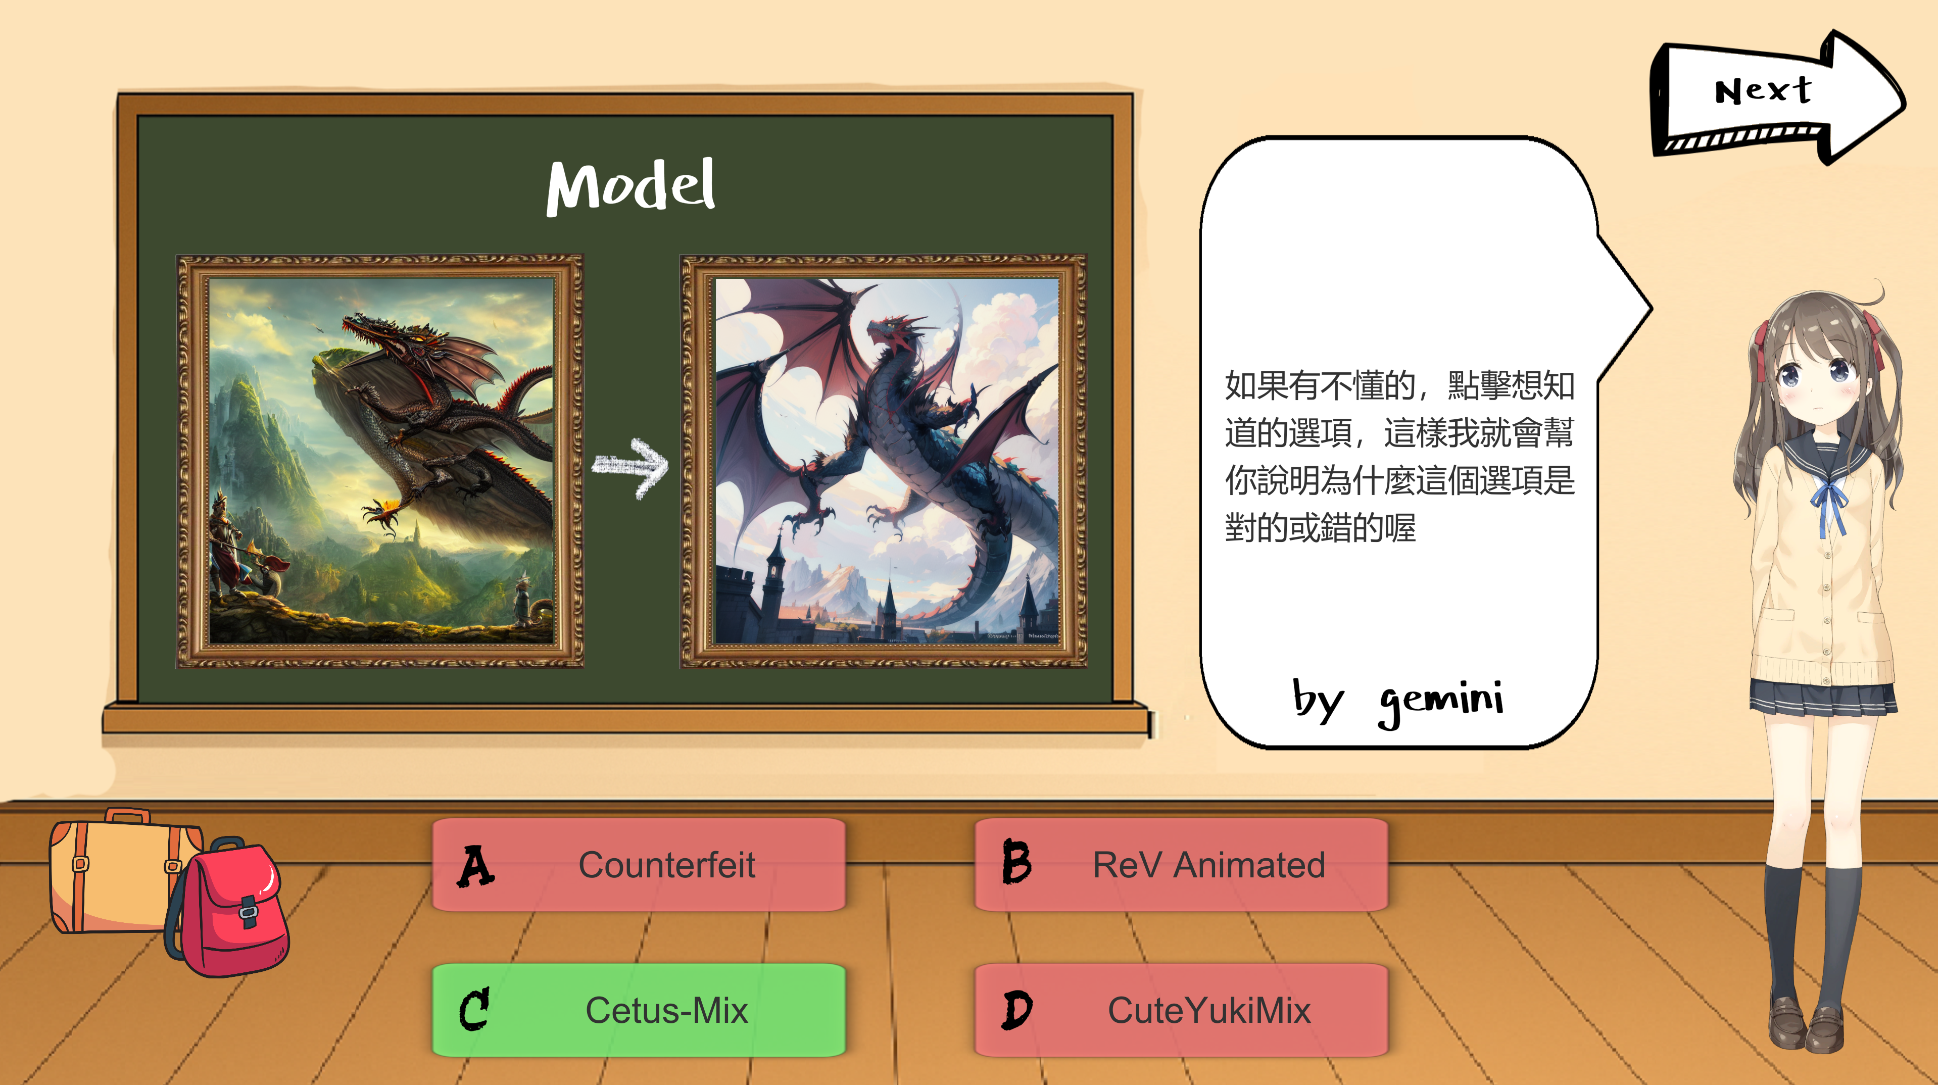 Next
Model
如果有不懂的，點擊想知
道的選項，這樣我就會幫
你說明為什麼這個選項是
對的或錯的喔
by gemini
A Counterfeit
B ReV Animated
C Cetus-Mix
D CuteYukiMix